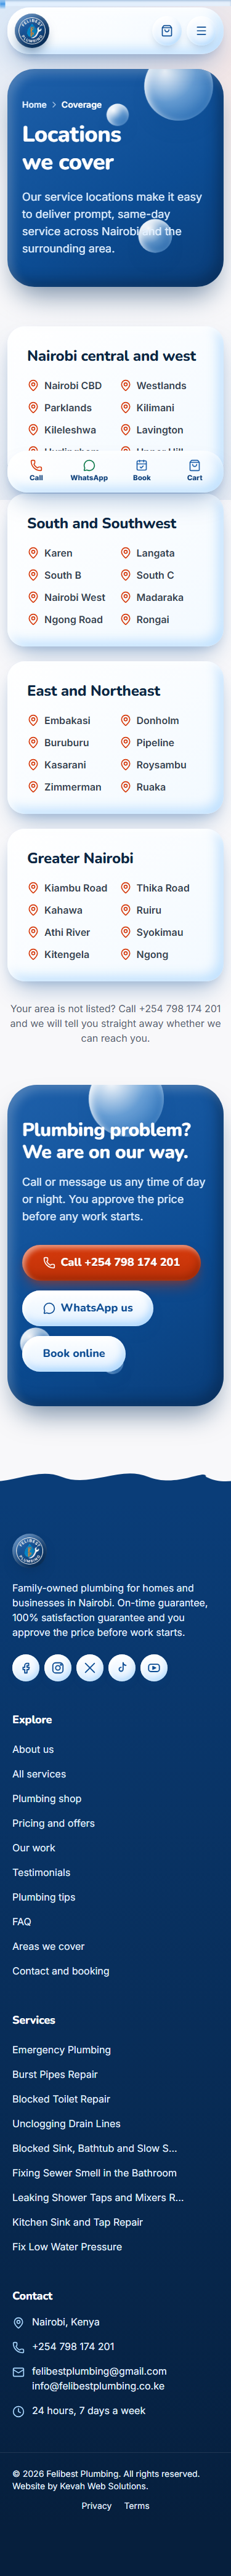 Home > Coverage
Locations
we cover
Our service locations make it easy
to deliver prompt, same-day
service across Nairobi and the
surrounding area.
Nairobi central and west
Nairobi CBD
Westlands
Parklands
Kilimani
Kileleshwa
Lavington
Call
WhatsApp
Book
Cart
South and Southwest
Karen
Langata
South B
South C
Nairobi West
Madaraka
Ngong Road
Rongai
East and Northeast
Embakasi
Donholm
Buruburu
Pipeline
Kasarani
Roysambu
Zimmerman
Ruaka
Greater Nairobi
Kiambu Road
Thika Road
Kahawa
Ruiru
Athi River
Syokimau
Kitengela
Ngong
Your area is not listed? Call +254 798 174 201
and we will tell you straight away whether we
can reach you.
Plumbing problem?
We are on our way.
Call or message us any time of day
or night. You approve the price
before any work starts.
Call +254 798 174 201
WhatsApp us
Book online
FELIBEST
PLUMBING
Family-owned plumbing for homes and
businesses in Nairobi. On-time guarantee,
100% satisfaction guarantee and you
approve the price before work starts.
Explore
About us
All services
Plumbing shop
Pricing and offers
Our work
Testimonials
Plumbing tips
FAQ
Areas we cover
Contact and booking
Services
Emergency Plumbing
Burst Pipes Repair
Blocked Toilet Repair
Unclogging Drain Lines
Blocked Sink, Bathtub and Slow S...
Fixing Sewer Smell in the Bathroom
Leaking Shower Taps and Mixers R...
Kitchen Sink and Tap Repair
Fix Low Water Pressure
Contact
Nairobi, Kenya
+254 798 174 201
felibestplumbing@gmail.com
info@felibestplumbing.co.ke
24 hours, 7 days a week
© 2026 Felibest Plumbing. All rights reserved.
Website by Kevah Web Solutions.
Privacy
Terms